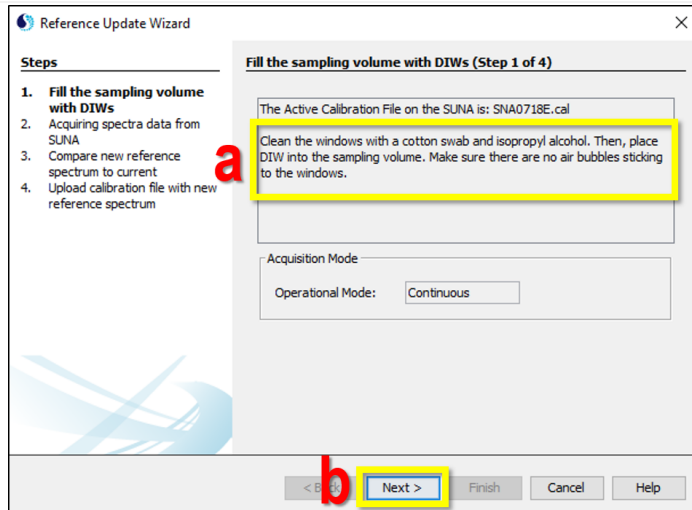 Reference Update Wizard
Steps
1. Fill the sampling volume
with DIWs
2. Acquiring spectra data from
SUNA
3. Compare new reference
spectrum to current
4. Upload calibration file with new
reference spectrum
Fill the sampling volume with DIWs (Step 1 of 4)
The Active Calibration File on the SUNA is: SNA0718E.cal
a
Clean the windows with a cotton swab and isopropyl alcohol. Then, place
DIW into the sampling volume. Make sure there are no air bubbles sticking
to the windows.
Acquisition Mode
Operational Mode: Continuous
b
< Back Next > Finish Cancel Help